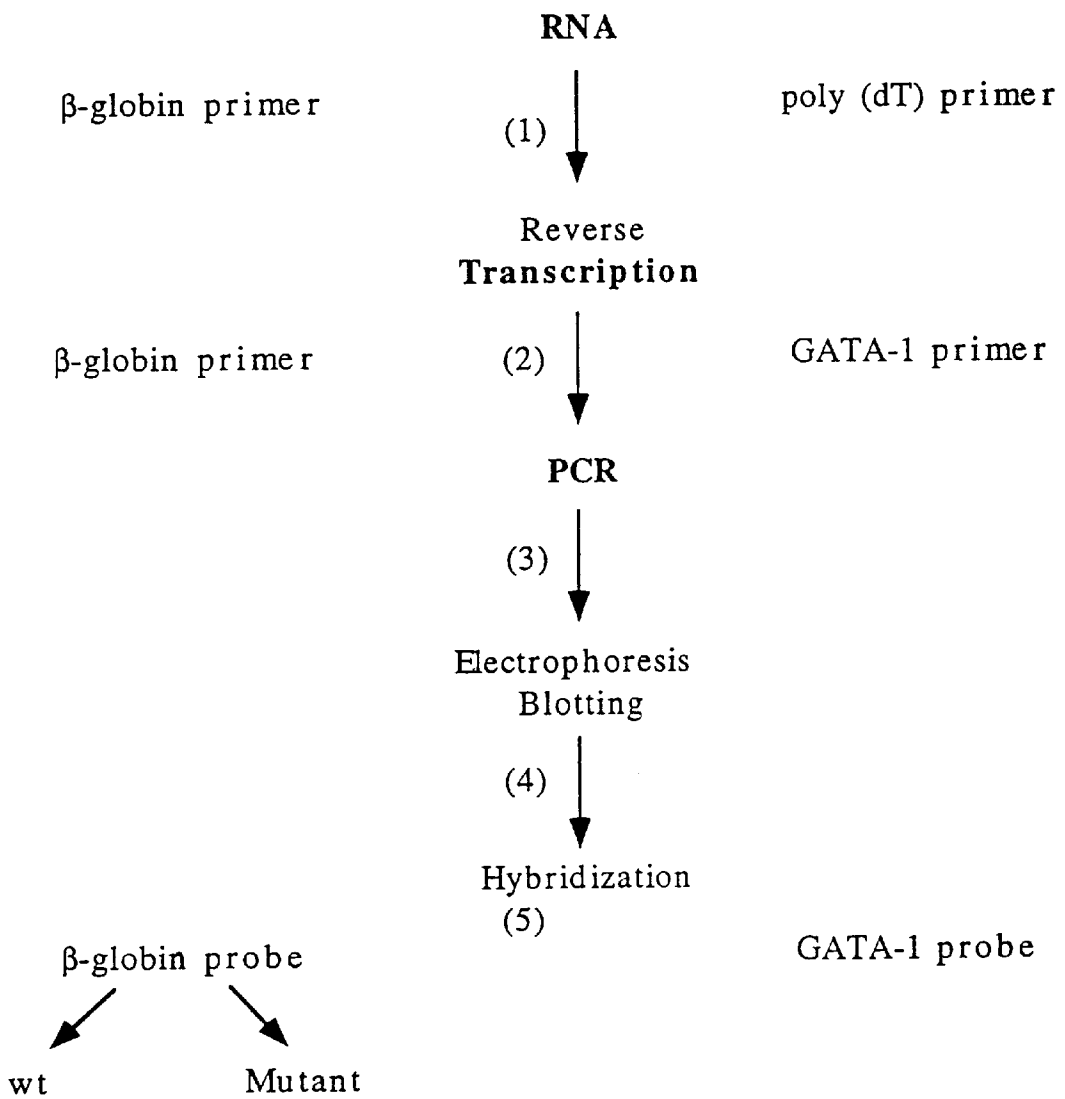 RNA
β-globin primer
poly (dT) primer
(1)
Reverse
Transcription
β-globin primer
(2)
GATA-1 primer
PCR
(3)
Electrophoresis
Blotting
(4)
Hybridization
(5)
β-globin probe
GATA-1 probe
wt
Mutant